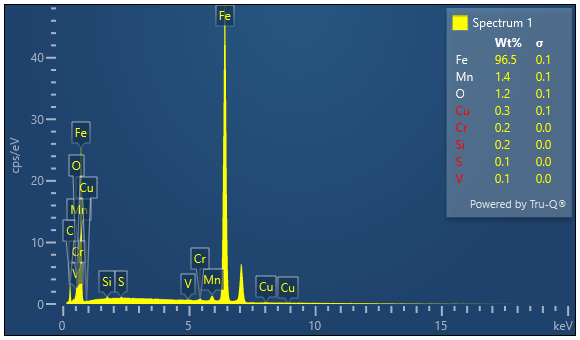 Spectrum 1
Wt% σ
Fe 96.5 0.1
Mn 1.4 0.1
O 1.2 0.1
Cu 0.3 0.1
Cr 0.2 0.0
Si 0.2 0.0
S 0.1 0.0
V 0.1 0.0
Powered by Tru-Q®
cps/eV
40
30
20
10
0
Fe
Fe
O
Cu
Mn
C
Cr
V
Si
S
V
Cr
Mn
Cu
Cu
0 5 10 15 keV